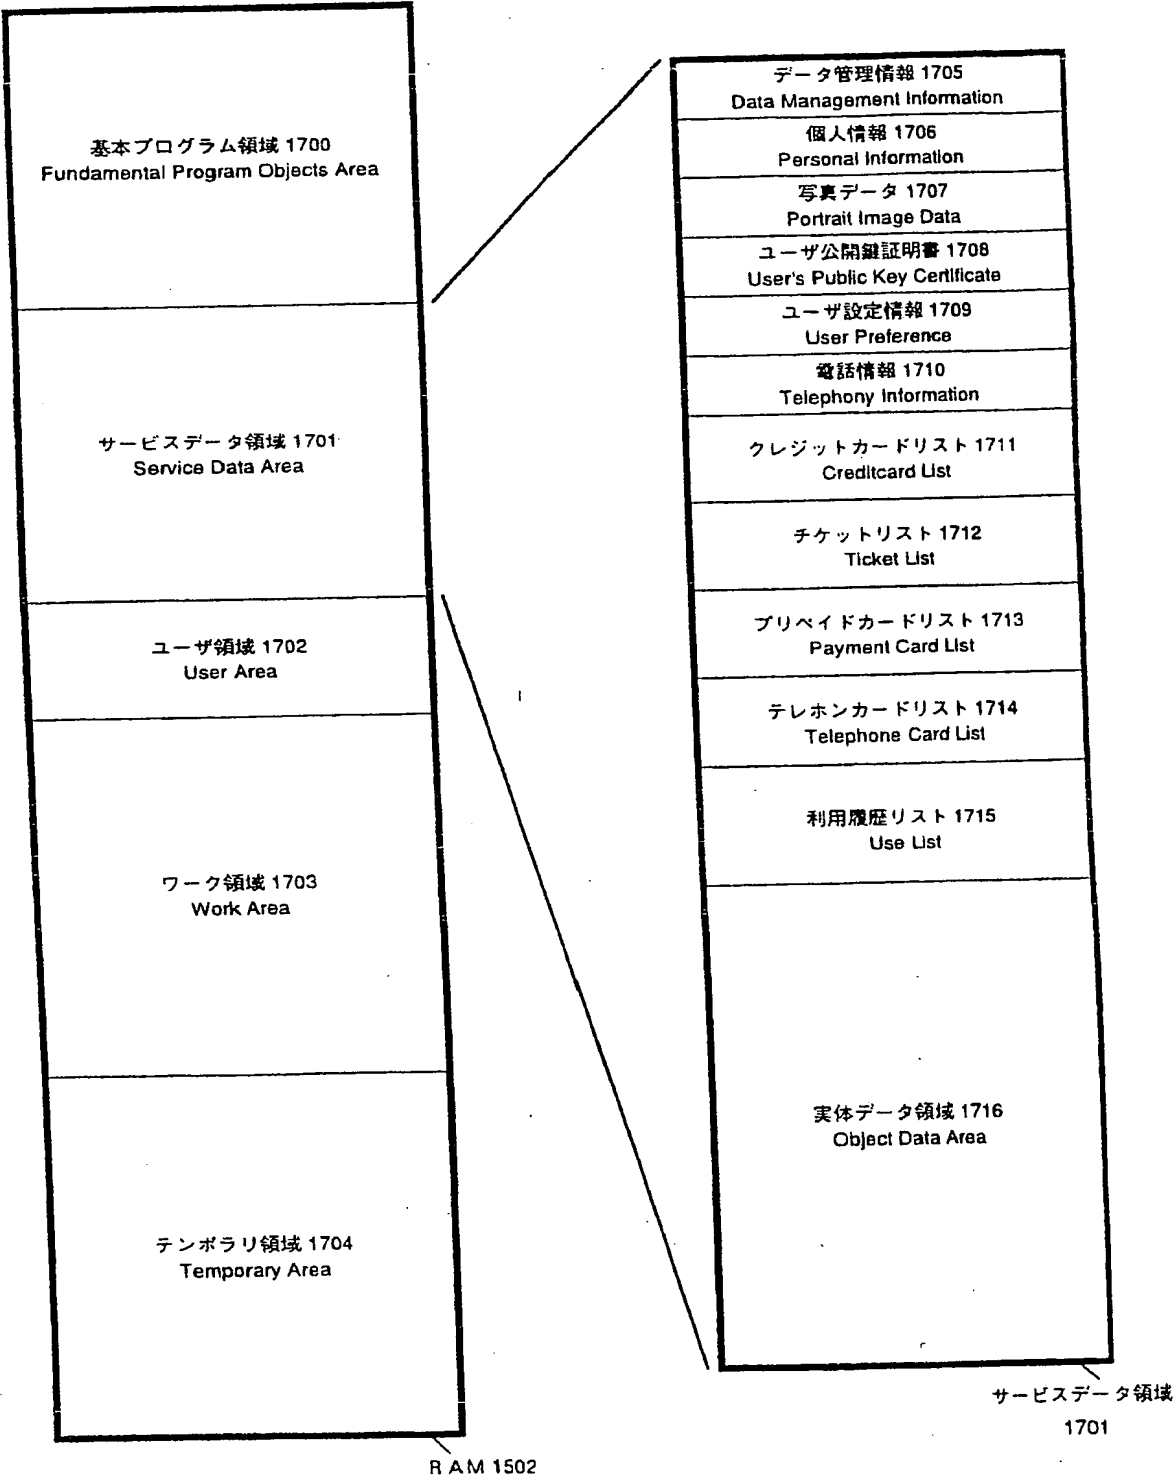 基本プログラム領域 1700
Fundamental Program Objects Area
サービスデータ領域 1701
Service Data Area
ユーザ領域 1702
User Area
ワーク領域 1703
Work Area
テンポラリ領域 1704
Temporary Area
RAM 1502
データ管理情報 1705
Data Management Information
個人情報 1706
Personal Information
写真データ 1707
Portrait Image Data
ユーザ公開鍵証明書 1708
User's Public Key Certificate
ユーザ設定情報 1709
User Preference
電話情報 1710
Telephony Information
クレジットカードリスト 1711
Creditcard List
チケットリスト 1712
Ticket List
プリペイドカードリスト 1713
Payment Card List
テレホンカードリスト 1714
Telephone Card List
利用履歴リスト 1715
Use List
実体データ領域 1716
Object Data Area
サービスデータ領域
1701